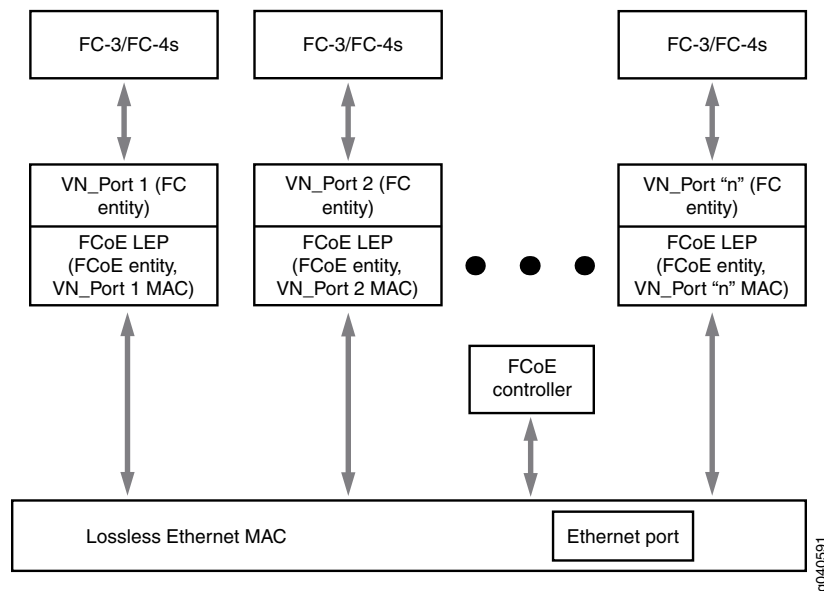 FC-3/FC-4s
FC-3/FC-4s
FC-3/FC-4s
VN_Port 1 (FC
entity)
FCoE LEP
(FCoE entity,
VN_Port 1 MAC)
VN_Port 2 (FC
entity)
FCoE LEP
(FCoE entity,
VN_Port 2 MAC)
VN_Port “n” (FC
entity)
FCoE LEP
(FCoE entity,
VN_Port “n” MAC)
FCoE
controller
Lossless Ethernet MAC
Ethernet port
g040591